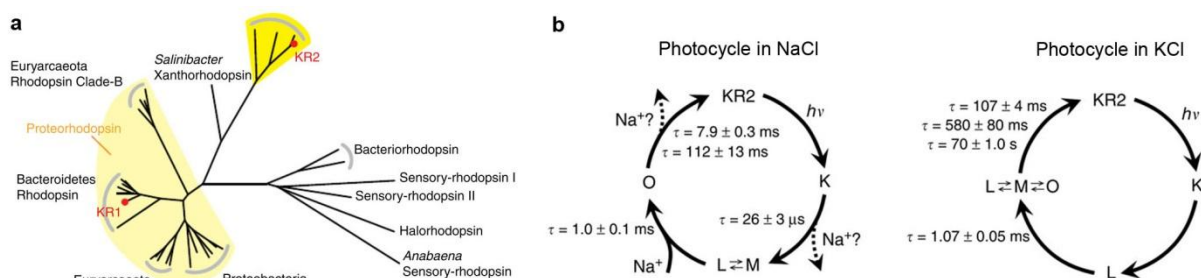 a
Euryarcaeota
Rhodopsin Clade-B
Salinibacter
Xanthorhodopsin
KR2
Proteorhodopsin
Bacteroidetes
Rhodopsin
KR1
Bacteriorhodopsin
Sensory-rhodopsin I
Sensory-rhodopsin II
Halorhodopsin
Anabaena
Sensory-rhodopsin
b
Photocycle in NaCl
Na⁺?
KR2
hν
τ = 7.9 ± 0.3 ms
τ = 112 ± 13 ms
O
K
τ = 26 ± 3 μs
Na⁺?
τ = 1.0 ± 0.1 ms
Na⁺
L ⇄ M
Photocycle in KCl
KR2
hν
τ = 107 ± 4 ms
τ = 580 ± 80 ms
τ = 70 ± 1.0 s
L ⇄ M ⇄ O
K
τ = 1.07 ± 0.05 ms
L